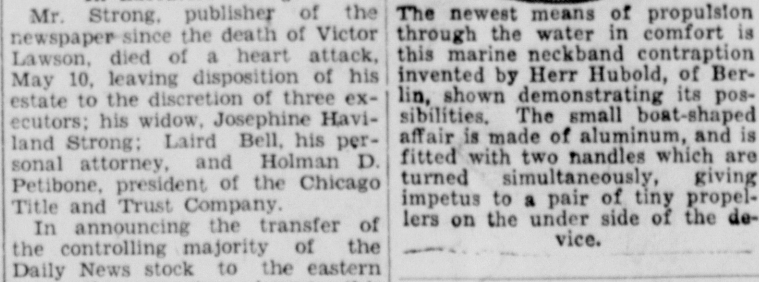 Mr. Strong, publisher of the
newspaper since the death of Victor
Lawson, died of a heart attack,
May 10, leaving disposition of his
estate to the discretion of three ex-
ecutors; his widow, Josephine Havi-
land Strong; Laird Bell, his per-
sonal attorney, and Holman D.
Petibone, president of the Chicago
Title and Trust Company.
In announcing the transfer of
the controlling majority of the
Daily News stock to the eastern
The newest means of propulsion
through the water in comfort is
this marine neckband contraption
invented by Herr Hubold, of Ber-
lin, shown demonstrating its pos-
sibilities. The small boat-shaped
affair is made of aluminum, and is
fitted with two handles which are
turned simultaneously, giving
impetus to a pair of tiny propel-
lers on the under side of the de-
vice.